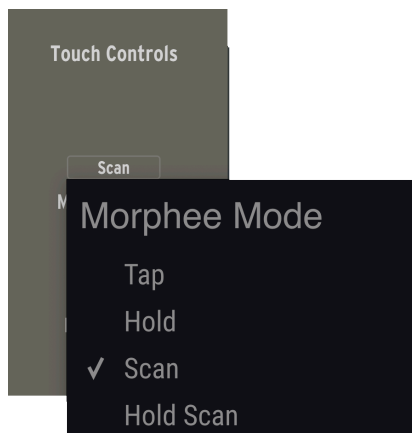 Touch Controls
Scan
Morphee Mode
Tap
Hold
✓ Scan
Hold Scan